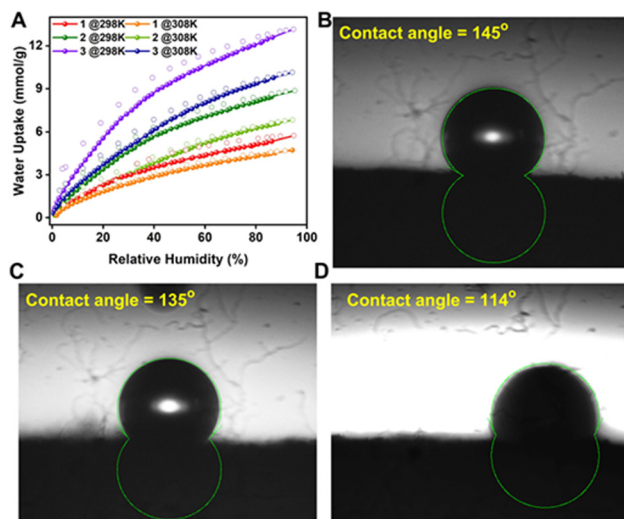 A
1 @298K 1 @308K
2 @298K 2 @308K
3 @298K 3 @308K
Water Uptake (mmol/g)
12
9
6
3
0
0 20 40 60 80 100
Relative Humidity (%)
B
Contact angle = 145°
C
Contact angle = 135°
D
Contact angle = 114°